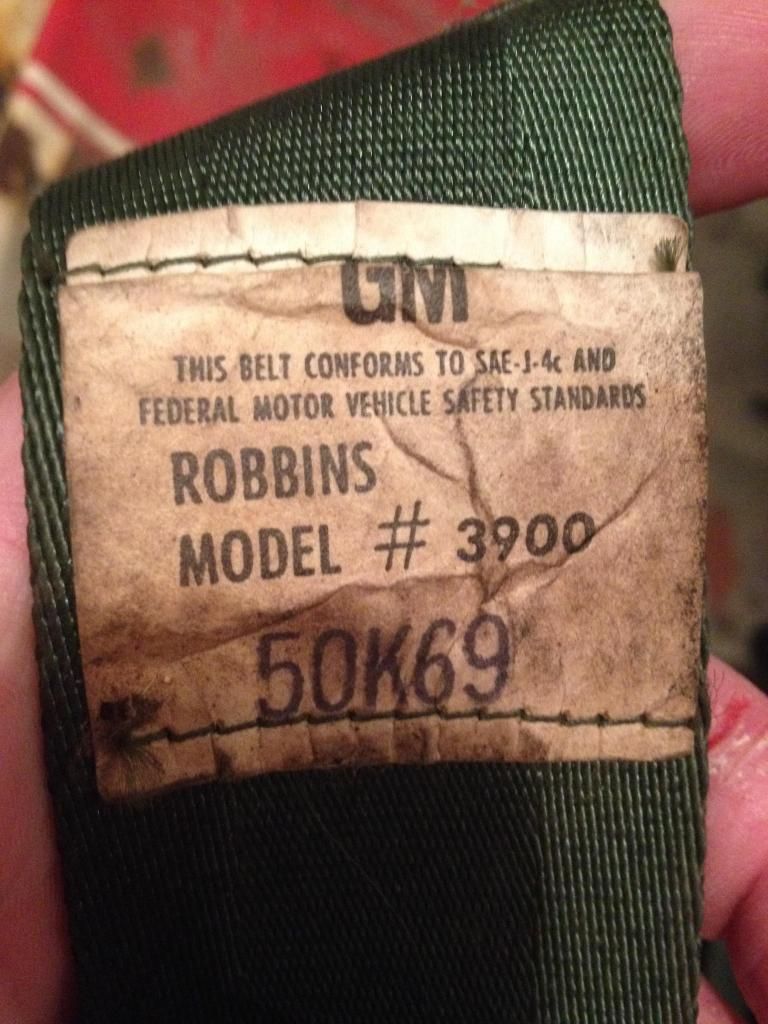 GM
THIS BELT CONFORMS TO SAE-J-4c AND
FEDERAL MOTOR VEHICLE SAFETY STANDARDS
ROBBINS
MODEL # 3900
50K69